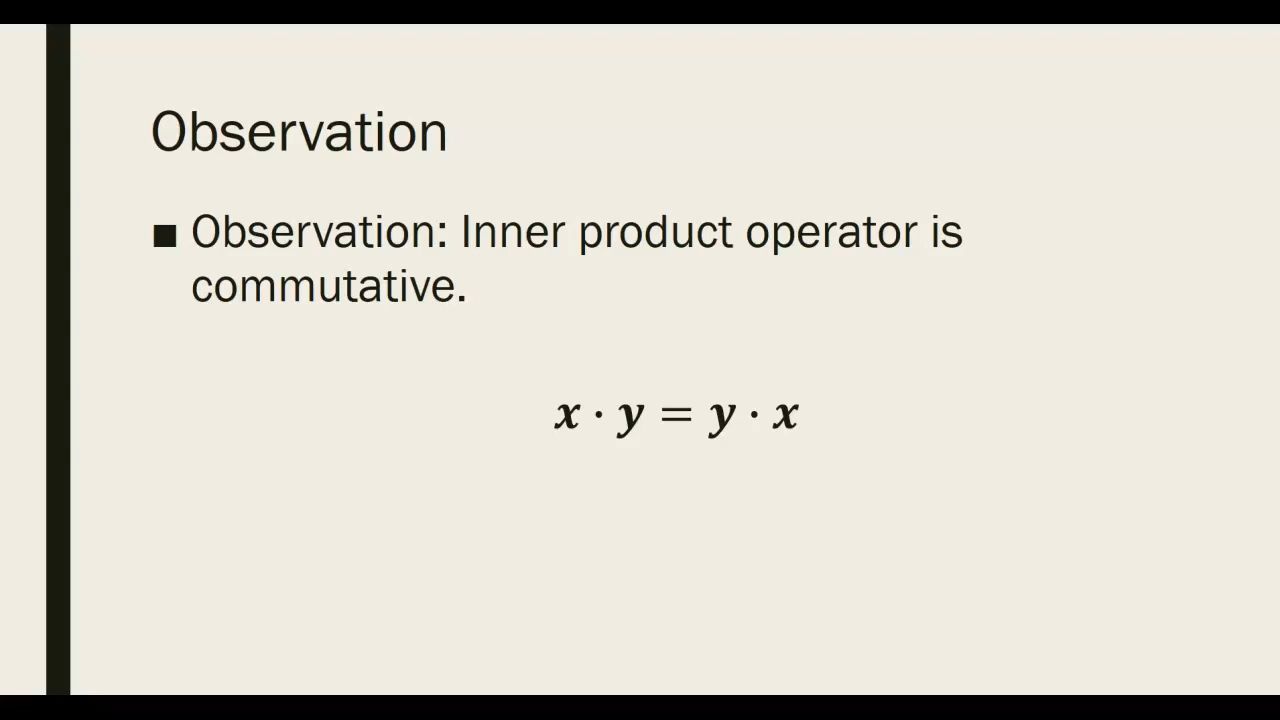 Observation
■ Observation: Inner product operator is
commutative.
x · y = y · x